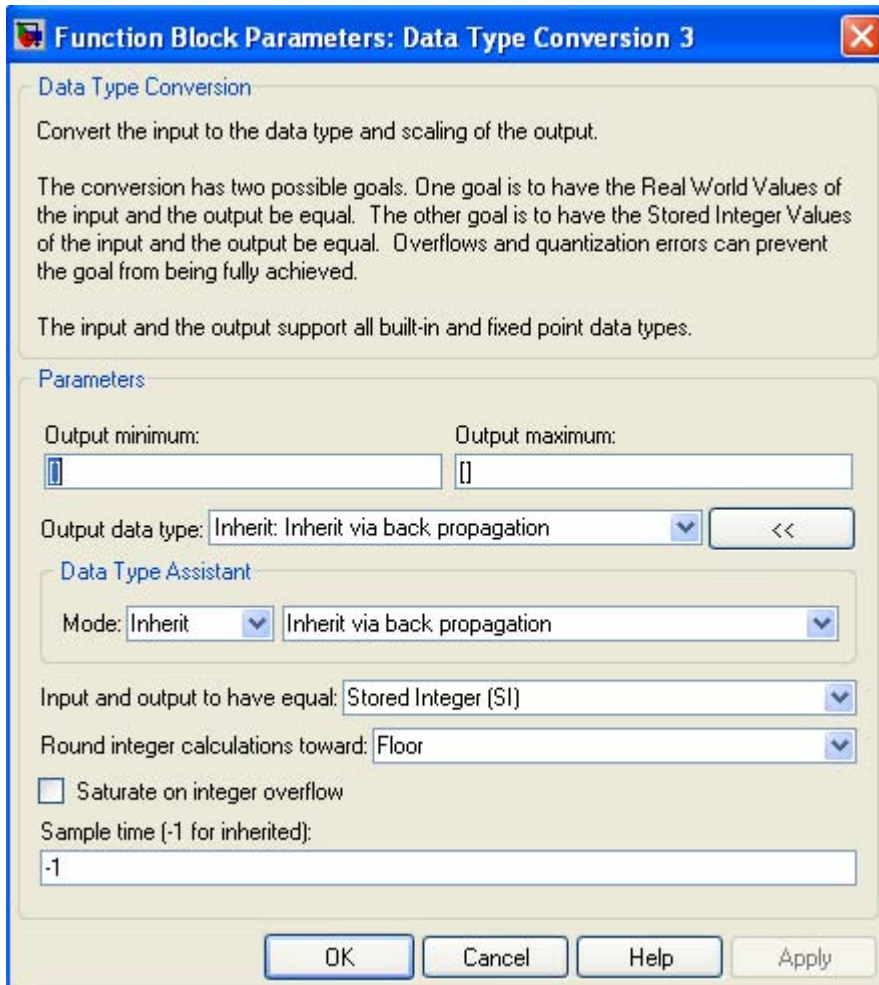 Function Block Parameters: Data Type Conversion 3
Data Type Conversion
Convert the input to the data type and scaling of the output.
The conversion has two possible goals. One goal is to have the Real World Values of
the input and the output be equal. The other goal is to have the Stored Integer Values
of the input and the output be equal. Overflows and quantization errors can prevent
the goal from being fully achieved.
The input and the output support all built-in and fixed point data types.
Parameters
Output minimum: Output maximum:
[] []
Output data type: Inherit: Inherit via back propagation <<
Data Type Assistant
Mode: Inherit Inherit via back propagation
Input and output to have equal: Stored Integer (SI)
Round integer calculations toward: Floor
Saturate on integer overflow
Sample time (-1 for inherited):
-1
OK Cancel Help Apply